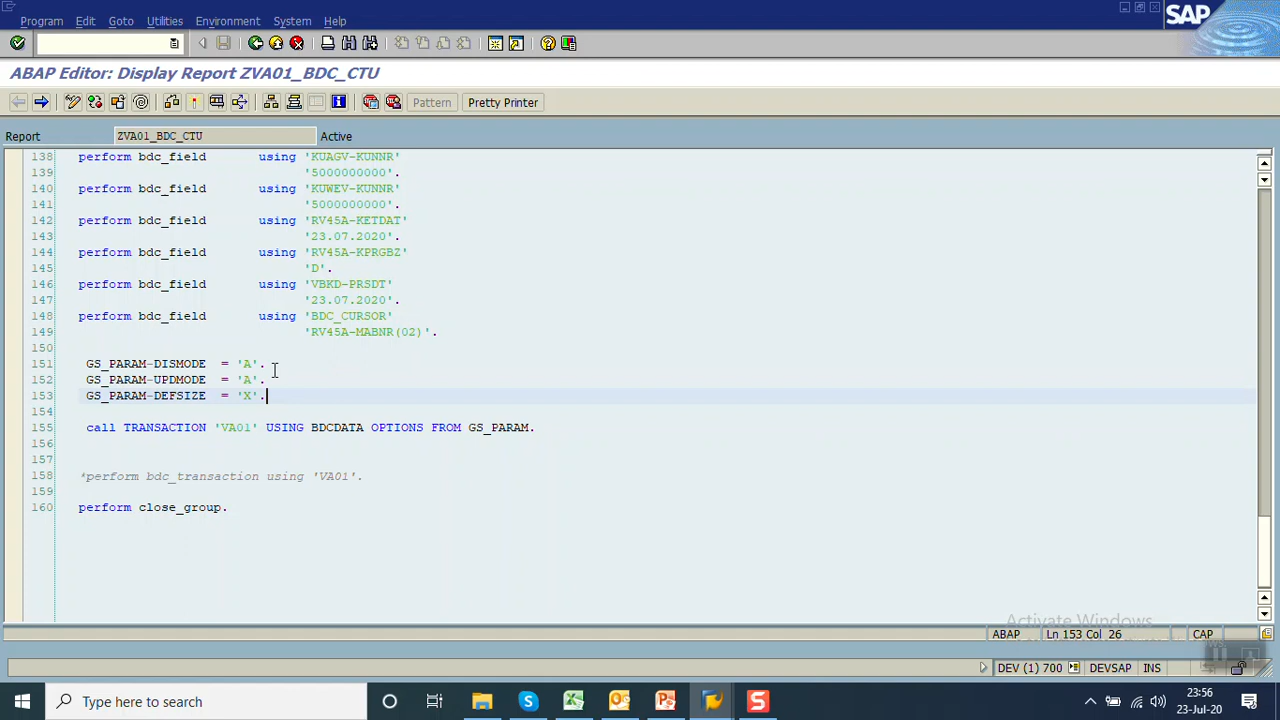 Program Edit Goto Utilities Environment System Help
SAP
ABAP Editor: Display Report ZVA01_BDC_CTU
Pattern Pretty Printer
Report ZVA01_BDC_CTU Active
138 perform bdc_field using 'KUAGV-KUNNR'
139 '5000000000'.
140 perform bdc_field using 'KUWEV-KUNNR'
141 '5000000000'.
142 perform bdc_field using 'RV45A-KETDAT'
143 '23.07.2020'.
144 perform bdc_field using 'RV45A-KPRGBZ'
145 'D'.
146 perform bdc_field using 'VBKD-PRSDT'
147 '23.07.2020'.
148 perform bdc_field using 'BDC_CURSOR'
149 'RV45A-MABNR(02)'.
150
151 GS_PARAM-DISMODE = 'A'.
152 GS_PARAM-UPDMODE = 'A'.
153 GS_PARAM-DEFSIZE = 'X'.
154
155 call TRANSACTION 'VA01' USING BDCDATA OPTIONS FROM GS_PARAM.
156
157
158 *perform bdc_transaction using 'VA01'.
159
160 perform close_group.
Activate Windows
ABAP Ln 153 Col 26 CAP
DEV (1) 700 DEVSAP INS
Type here to search
23:56
23-Jul-20